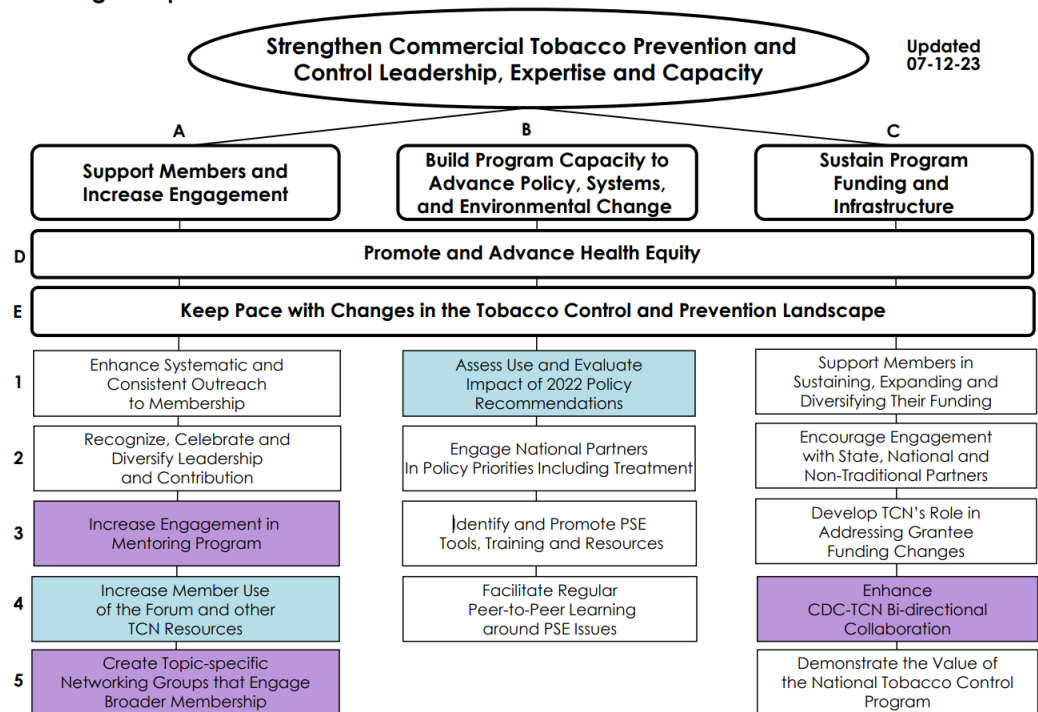 Strengthen Commercial Tobacco Prevention and
Control Leadership, Expertise and Capacity
Updated
07-12-23
A
B
C
Support Members and
Increase Engagement
Build Program Capacity to
Advance Policy, Systems,
and Environmental Change
Sustain Program
Funding and
Infrastructure
D
Promote and Advance Health Equity
E
Keep Pace with Changes in the Tobacco Control and Prevention Landscape
1
Enhance Systematic and
Consistent Outreach
to Membership
Assess Use and Evaluate
Impact of 2022 Policy
Recommendations
Support Members in
Sustaining, Expanding and
Diversifying Their Funding
2
Recognize, Celebrate and
Diversify Leadership
and Contribution
Engage National Partners
In Policy Priorities Including Treatment
Encourage Engagement
with State, National and
Non-Traditional Partners
3
Increase Engagement in
Mentoring Program
Identify and Promote PSE
Tools, Training and Resources
Develop TCN's Role in
Addressing Grantee
Funding Changes
4
Increase Member Use
of the Forum and other
TCN Resources
Facilitate Regular
Peer-to-Peer Learning
around PSE Issues
Enhance
CDC-TCN Bi-directional
Collaboration
5
Create Topic-specific
Networking Groups that Engage
Broader Membership
Demonstrate the Value of
the National Tobacco Control
Program